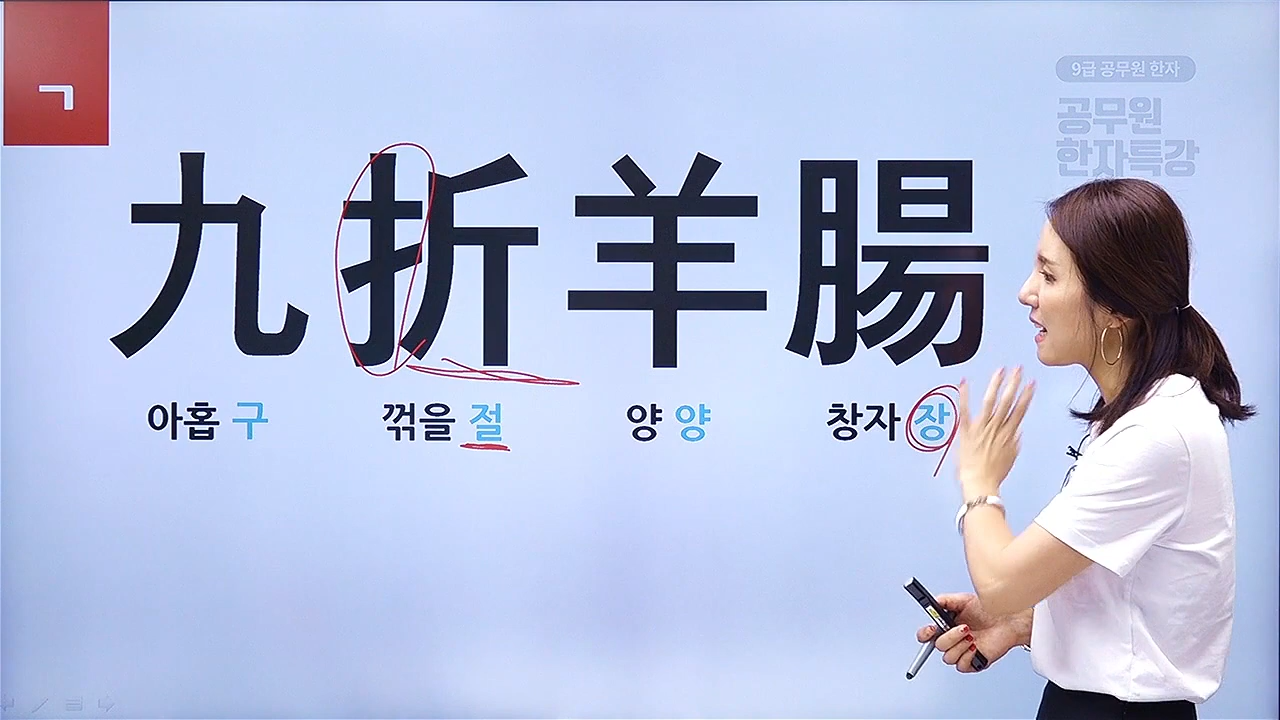 ㄱ
9급 공무원 한자
공무원
한자특강
九折羊腸
아홉 구 꺾을 절 양 양 창자 장